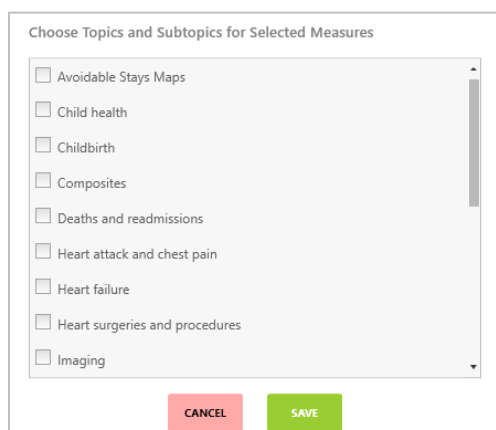 Choose Topics and Subtopics for Selected Measures
Avoidable Stays Maps
Child health
Childbirth
Composites
Deaths and readmissions
Heart attack and chest pain
Heart failure
Heart surgeries and procedures
Imaging
CANCEL SAVE